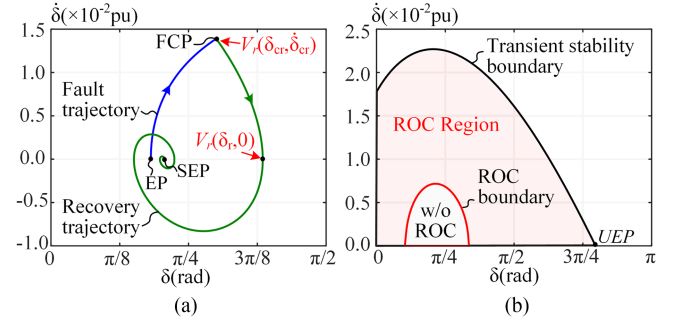 δ̇(×10⁻²pu)
1.5
1.0
0.5
0.0
-0.5
-1.0
FCP
Vᵣ(δcr,δ̇cr)
Fault
trajectory
Vᵣ(δr,0)
EP
SEP
Recovery
trajectory
0
π/8
π/4
3π/8
π/2
δ(rad)
(a)
δ̇(×10⁻²pu)
2.5
2.0
1.5
1.0
0.5
0.0
Transient stability
boundary
ROC Region
ROC
boundary
w/o
ROC
UEP
0
π/4
π/2
3π/4
π
δ(rad)
(b)